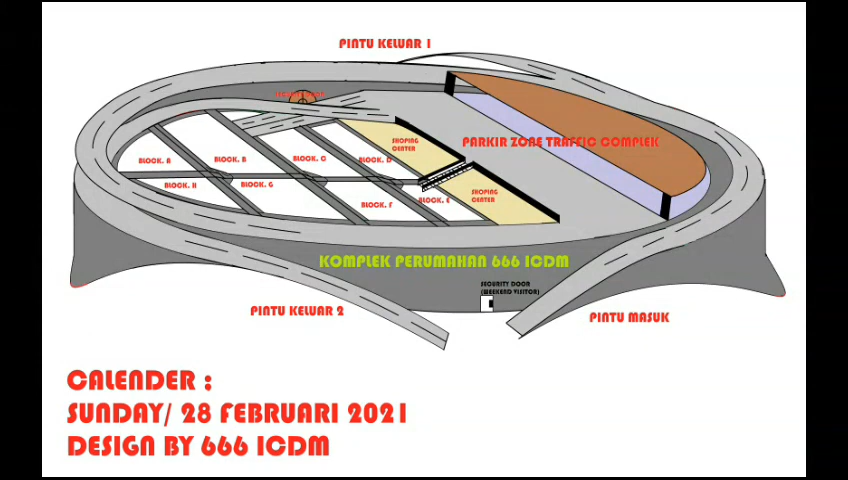 PINTU KELUAR 1
PARKIR ZONE TRAFFIC COMPLEK
SHOPING
CENTER
BLOCK. A
BLOCK. B
BLOCK. C
BLOCK. D
BLOCK. H
BLOCK. G
BLOCK. F
BLOCK. E
SHOPING
CENTER
KOMPLEK PERUMAHAN 666 ICDM
SECURITY DOOR
(WEEKEND VISITOR)
PINTU KELUAR 2
PINTU MASUK
CALENDER ;
SUNDAY/ 28 FEBRUARI 2021
DESIGN BY 666 ICDM